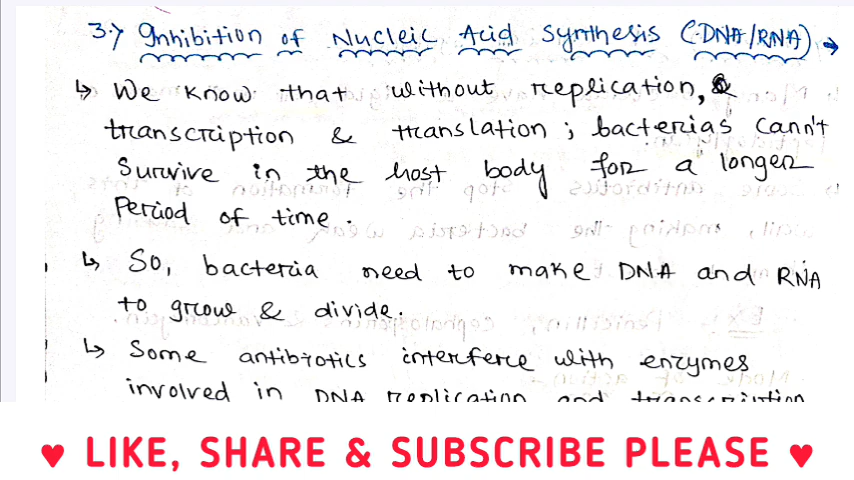 3.) Inhibition of Nucleic Acid Synthesis (DNA/RNA) →
↳ We know that without replication, &
transcription & translation ; bacterias cann't
Survive in the host body for a longer
Period of time .
↳ So, bacteria need to make DNA and RNA
to grow & divide.
↳ Some antibiotics interfere with enzymes
involved in DNA replication and transcription
♥ LIKE, SHARE & SUBSCRIBE PLEASE ♥